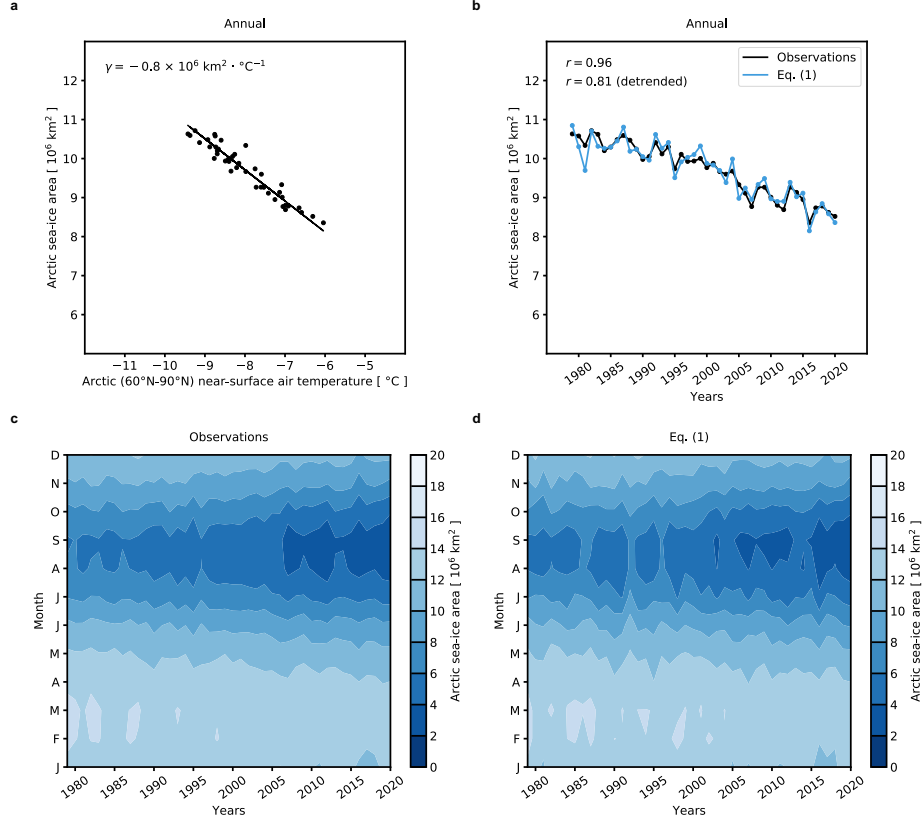 a
Annual
γ = −0.8 × 10⁶ km² · °C⁻¹
12
11
10
9
8
7
6
Arctic sea-ice area [ 10⁶ km² ]
−11 −10 −9 −8 −7 −6 −5
Arctic (60°N-90°N) near-surface air temperature [ °C ]
b
Annual
r = 0.96
r = 0.81 (detrended)
Observations
Eq. (1)
12
11
10
9
8
7
6
Arctic sea-ice area [ 10⁶ km² ]
1980 1985 1990 1995 2000 2005 2010 2015 2020
Years
c
Observations
D
N
O
S
A
J
J
M
A
M
F
J
Month
1980 1985 1990 1995 2000 2005 2010 2015 2020
Years
20
18
16
14
12
10
8
6
4
2
0
Arctic sea-ice area [ 10⁶ km² ]
d
Eq. (1)
D
N
O
S
A
J
J
M
A
M
F
J
Month
1980 1985 1990 1995 2000 2005 2010 2015 2020
Years
20
18
16
14
12
10
8
6
4
2
0
Arctic sea-ice area [ 10⁶ km² ]